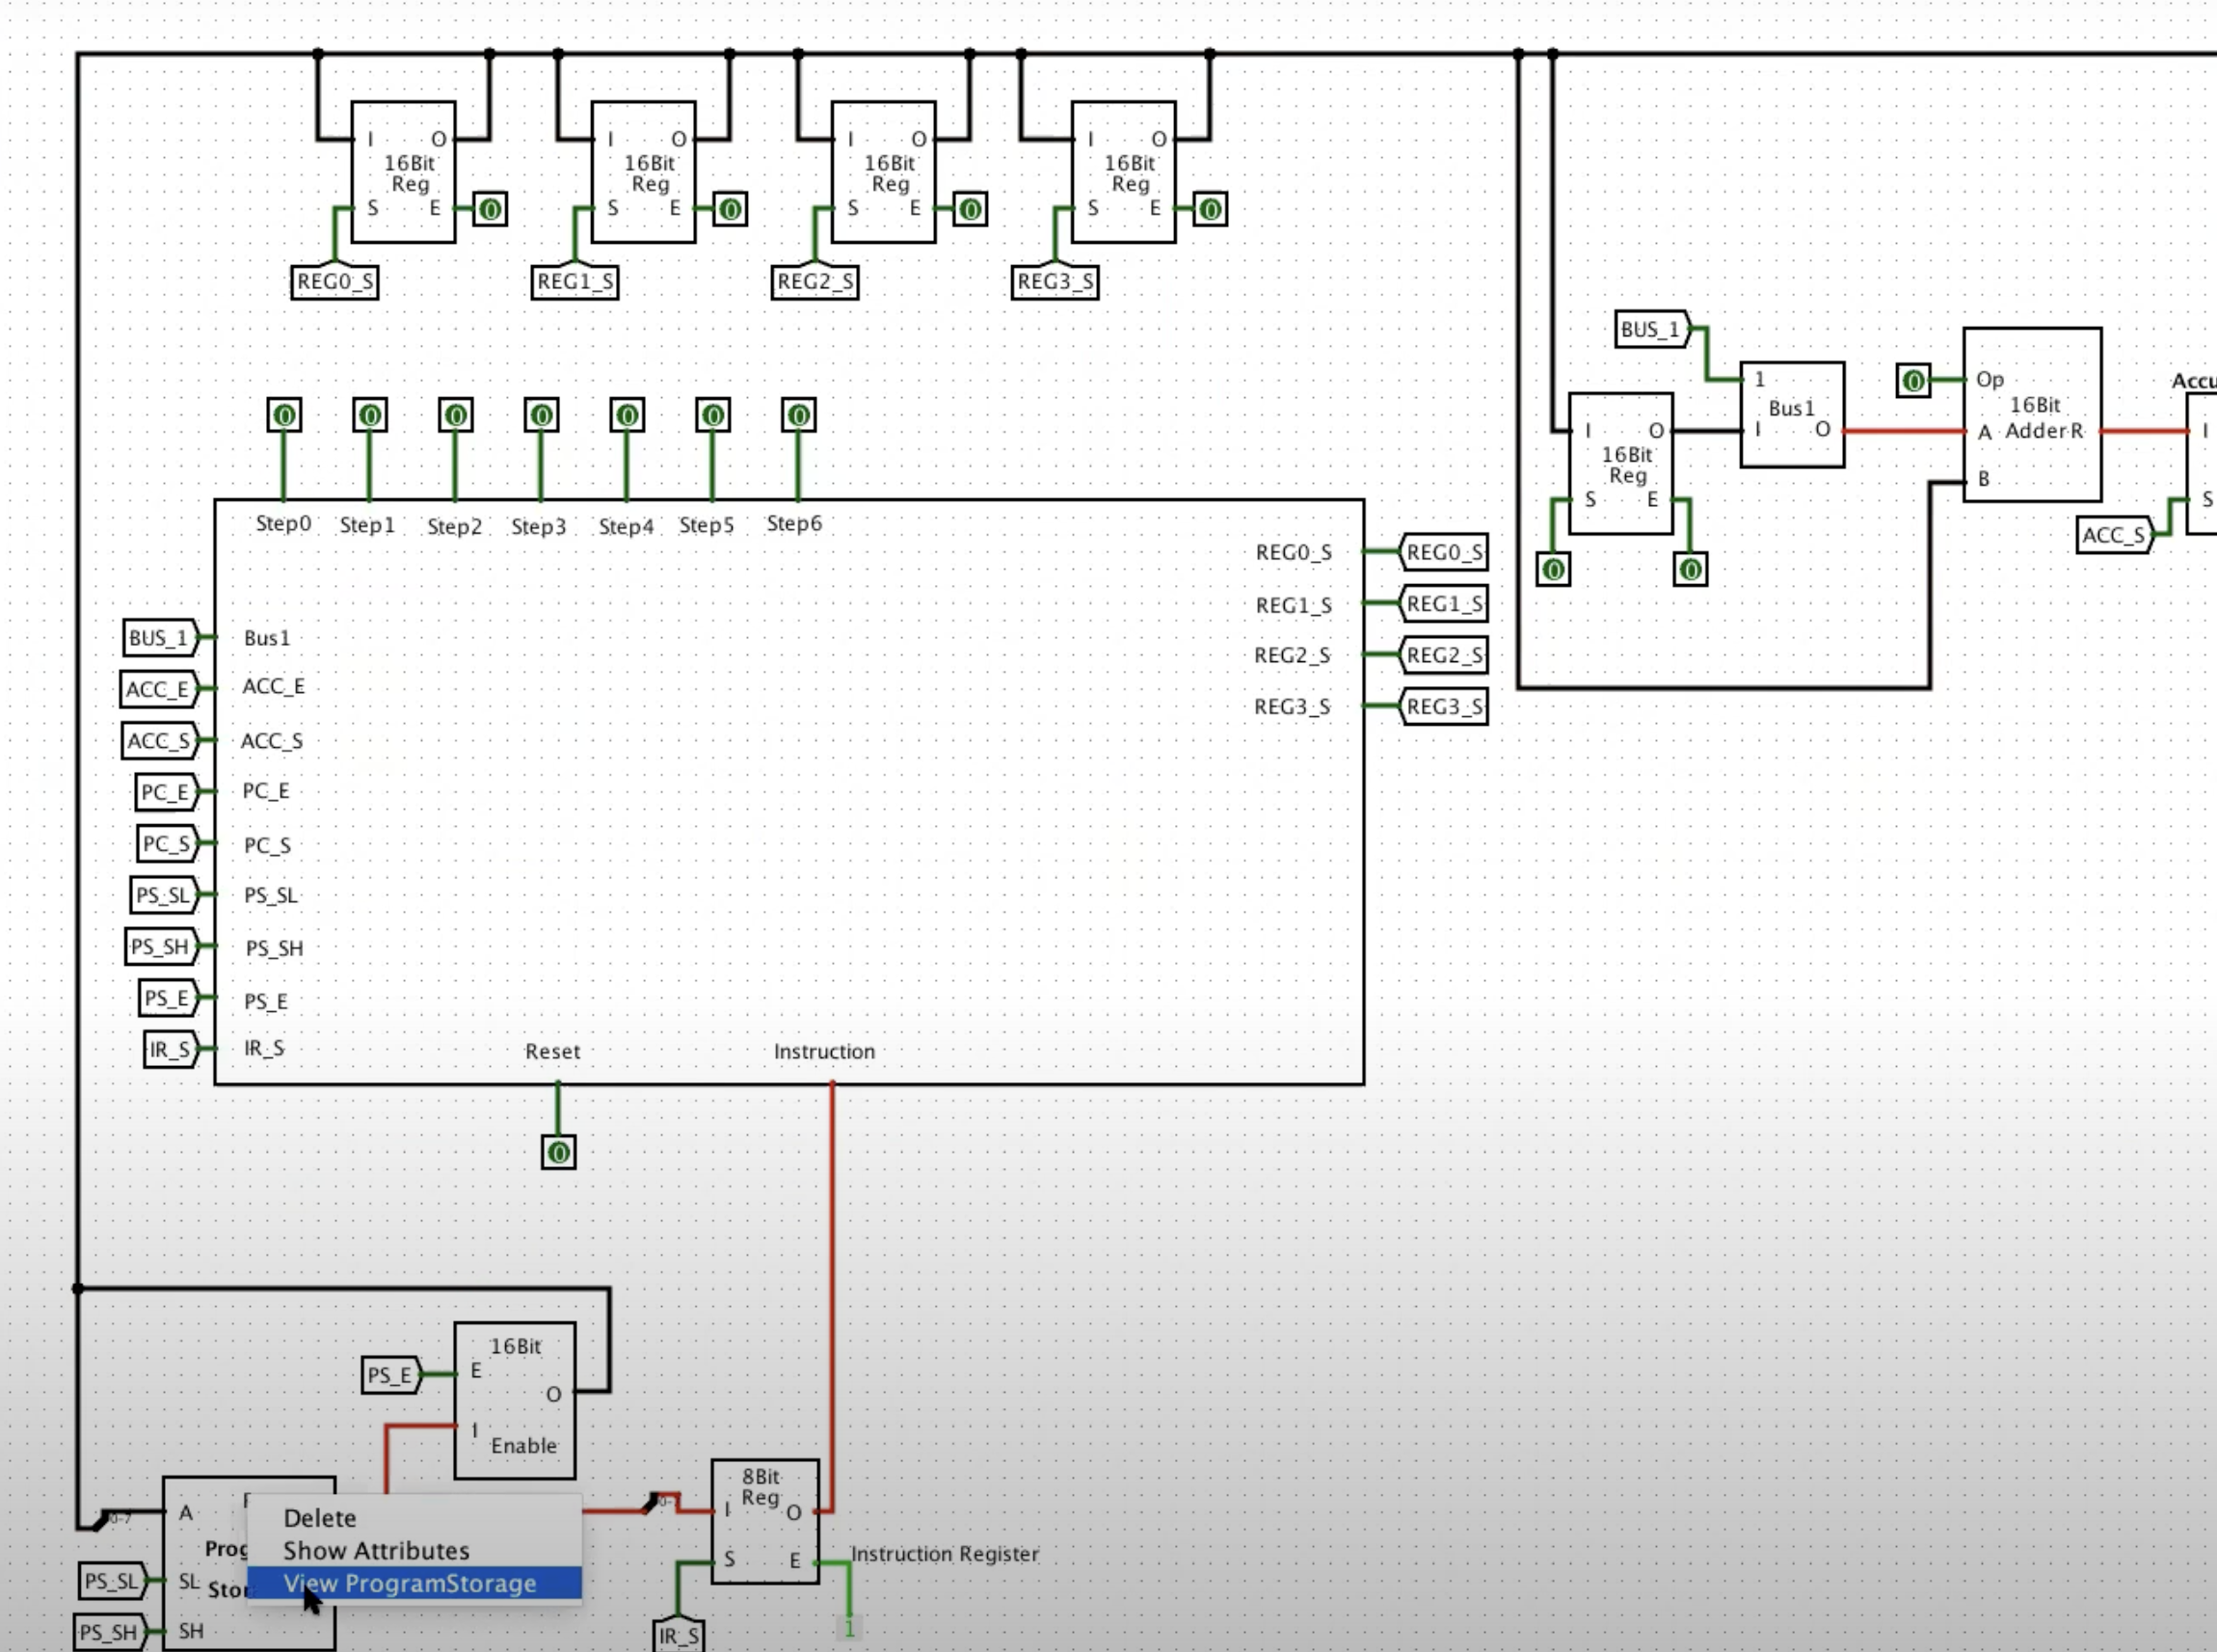 I O
16Bit
Reg
S E 0
REG0_S
I O
16Bit
Reg
S E 0
REG1_S
I O
16Bit
Reg
S E 0
REG2_S
I O
16Bit
Reg
S E 0
REG3_S
BUS_1
1
Bus1
I O
0 Op
16Bit
A Adder R
B
Accu
I
S
ACC_S
I O
16Bit
Reg
S E
0 0
0 0 0 0 0 0 0
Step0 Step1 Step2 Step3 Step4 Step5 Step6
REG0_S REG0_S
REG1_S REG1_S
REG2_S REG2_S
REG3_S REG3_S
BUS_1 Bus1
ACC_E ACC_E
ACC_S ACC_S
PC_E PC_E
PC_S PC_S
PS_SL PS_SL
PS_SH PS_SH
PS_E PS_E
IR_S IR_S
Reset Instruction
0
16Bit
PS_E E
O
I
Enable
0-7 A
Prog
PS_SL SL Stor
PS_SH SH
Delete
Show Attributes
View ProgramStorage
8Bit
Reg
I O
S E
Instruction Register
IR_S
1